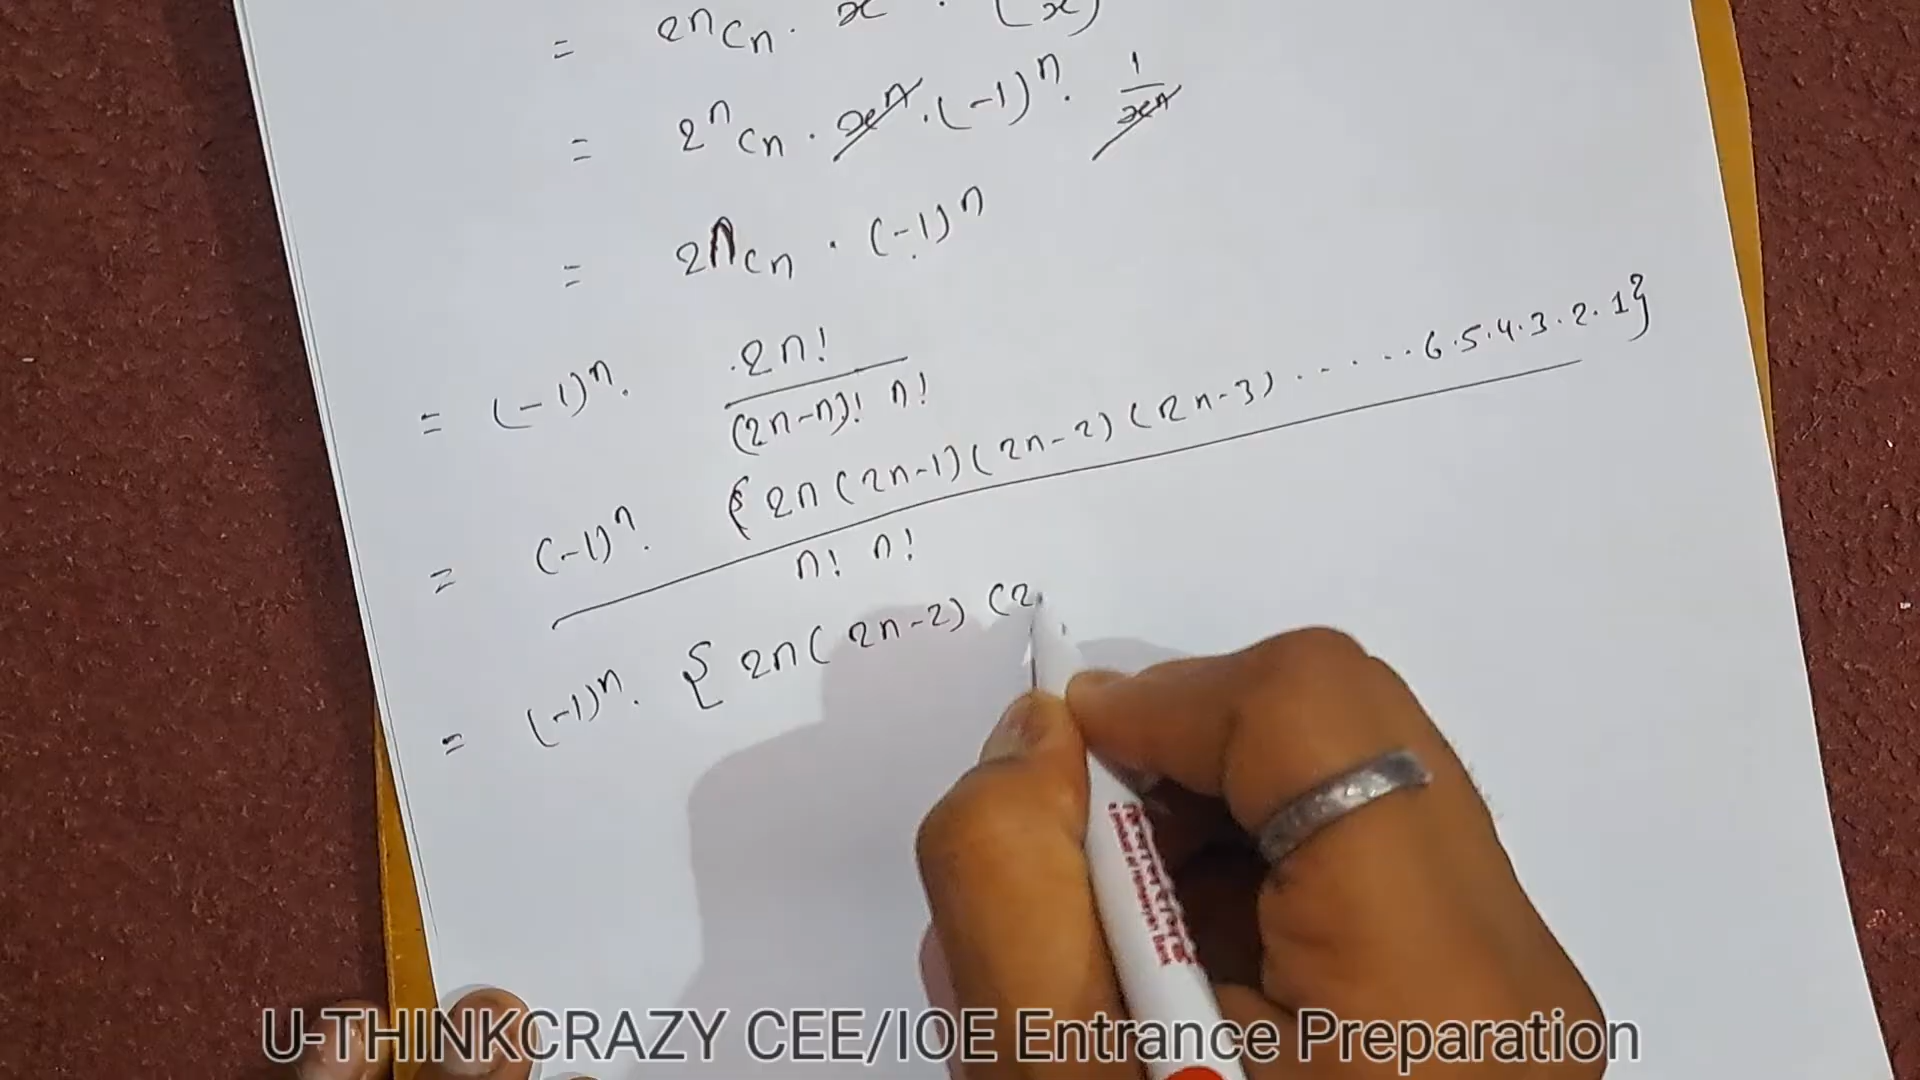 = 2nCn · x · (x)
= 2ⁿCn · xⁿ · (-1)ⁿ · 1/xⁿ
= 2nCn · (-1)ⁿ
= (-1)ⁿ · 2n! / (2n-n)! n!
= (-1)ⁿ · {2n(2n-1)(2n-2)(2n-3) ······ 6·5·4·3·2·1} / n! n!
= (-1)ⁿ · {2n(2n-2)(2
U-THINKCRAZY CEE/IOE Entrance Preparation